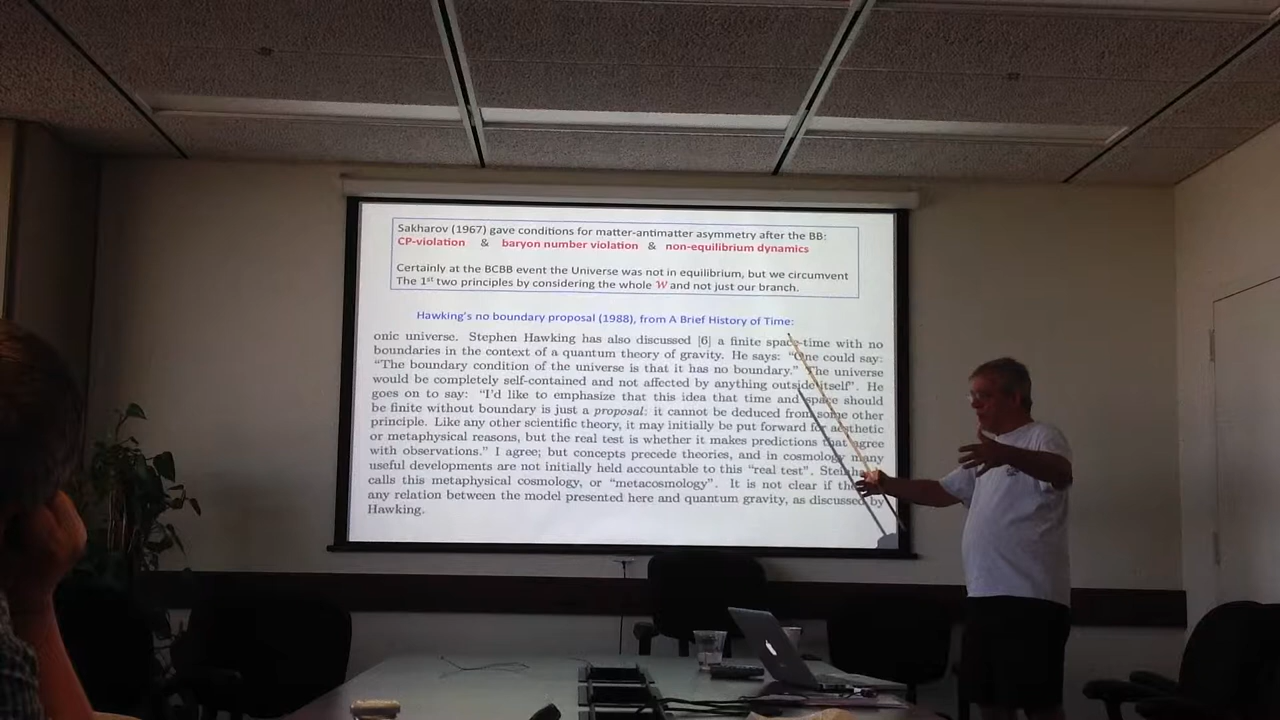 Sakharov (1967) gave conditions for matter-antimatter asymmetry after the BB:
CP-violation & baryon number violation & non-equilibrium dynamics
Certainly at the BCBB event the Universe was not in equilibrium, but we circumvent
The 1st two principles by considering the whole W and not just our branch.
Hawking's no boundary proposal (1988), from A Brief History of Time:
onic universe. Stephen Hawking has also discussed [6] a finite space-time with no
boundaries in the context of a quantum theory of gravity. He says: "One could say:
"The boundary condition of the universe is that it has no boundary." The universe
would be completely self-contained and not affected by anything outside itself". He
goes on to say: "I'd like to emphasize that this idea that time and space should
be finite without boundary is just a proposal: it cannot be deduced from some other
principle. Like any other scientific theory, it may initially be put forward for aesthetic
or metaphysical reasons, but the real test is whether it makes predictions that agree
with observations." I agree; but concepts precede theories, and in cosmology many
useful developments are not initially held accountable to this "real test".
calls this metaphysical cosmology, or "metacosmology". It is not clear if
any relation between the model presented here and quantum gravity, as discussed by
Hawking.